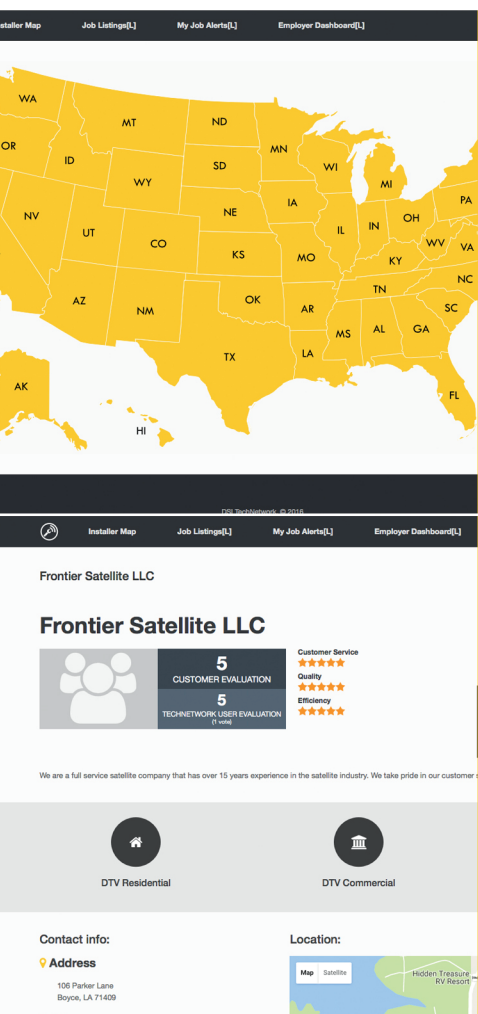 Installer Map Job Listings[L] My Job Alerts[L] Employer Dashboard[L]
WA
MT
ND
MN
OR
ID
SD
WI
MI
WY
PA
IA
NE
OH
NV
IL
IN
UT
CO
WV
VA
KS
MO
KY
NC
TN
AZ
OK
NM
AR
SC
AL
GA
MS
TX
LA
AK
FL
HI
DSI TechNetwork © 2016
Installer Map Job Listings[L] My Job Alerts[L] Employer Dashboard[L]
Frontier Satellite LLC
Frontier Satellite LLC
5
CUSTOMER EVALUATION
5
TECHNETWORK USER EVALUATION
(1 vote)
Customer Service
Quality
Efficiency
We are a full service satellite company that has over 15 years experience in the satellite industry. We take pride in our customer s
DTV Residential
DTV Commercial
Contact info:
Address
106 Parker Lane
Boyce, LA 71409
Location:
Map Satellite
Hidden Treasure
RV Resort